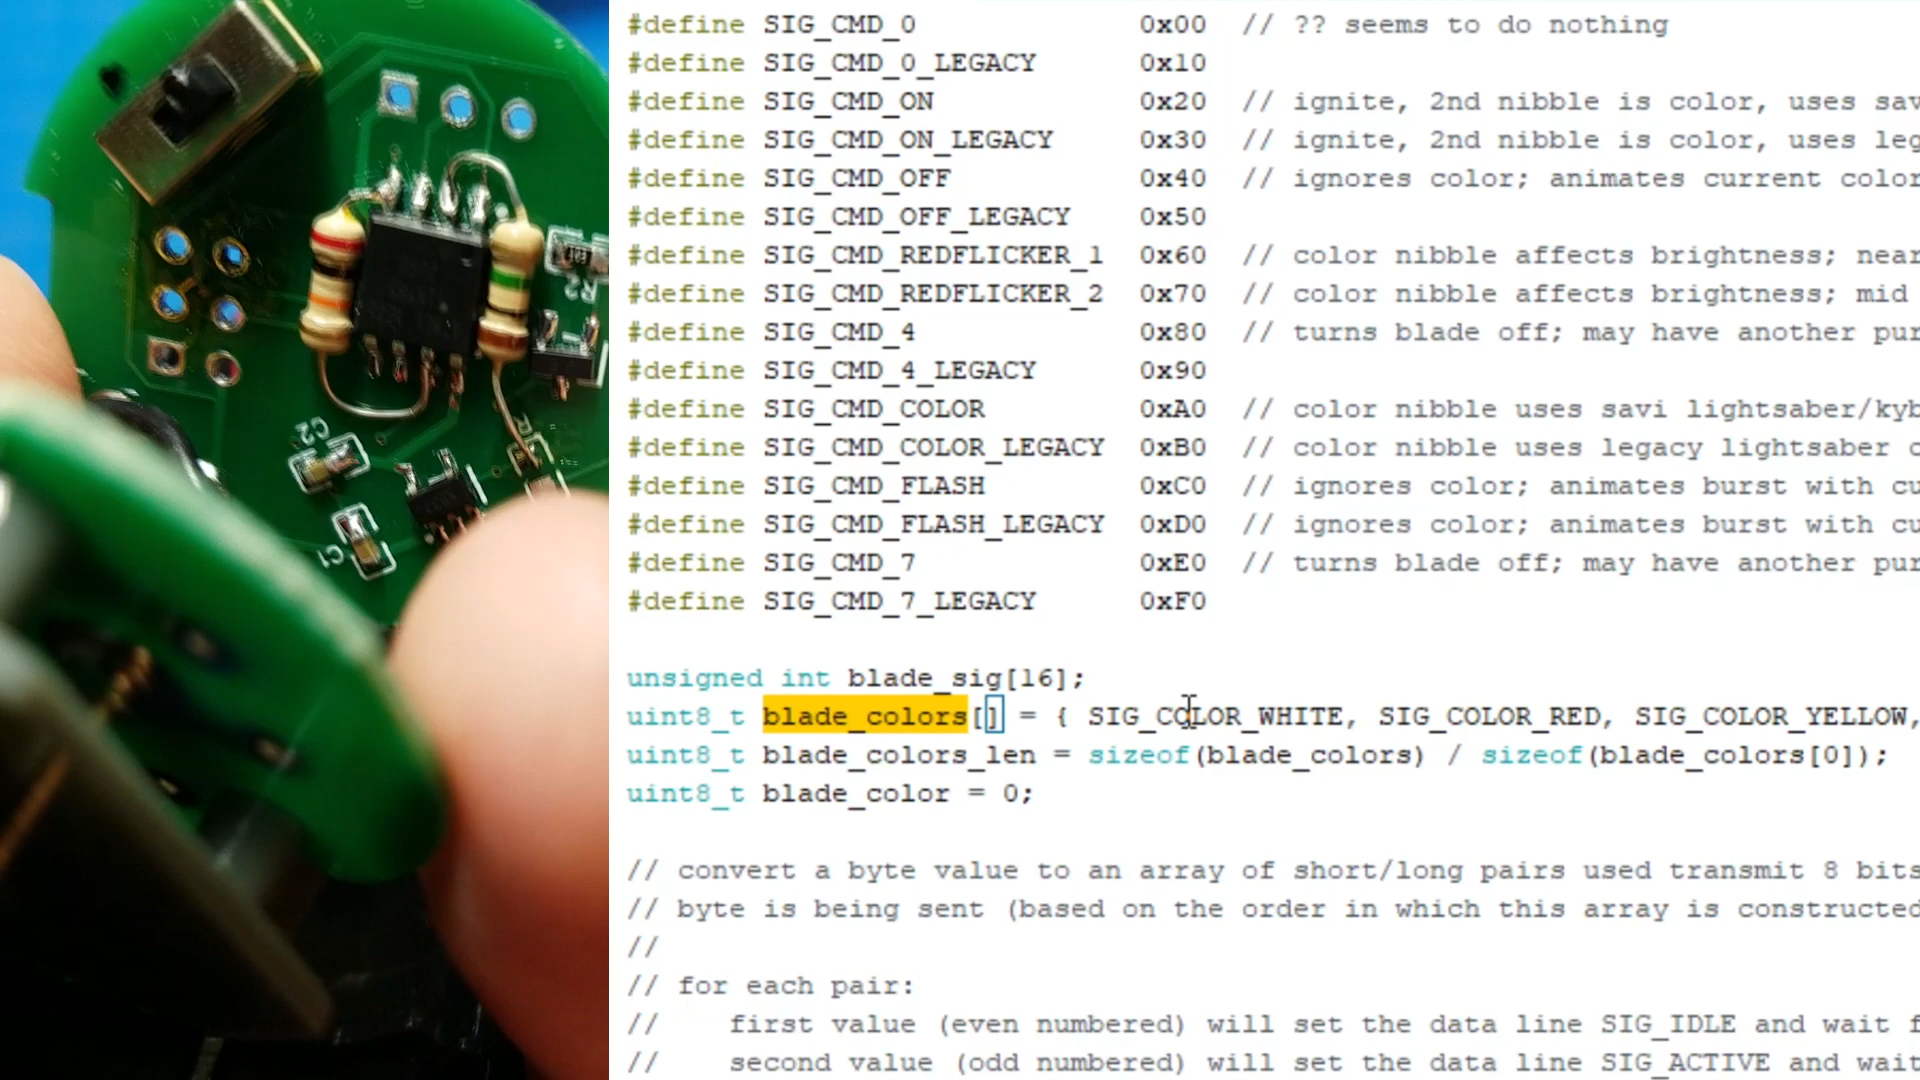 R2
C2
C1
#define SIG_CMD_0 0x00 // ?? seems to do nothing
#define SIG_CMD_0_LEGACY 0x10
#define SIG_CMD_ON 0x20 // ignite, 2nd nibble is color, uses sav
#define SIG_CMD_ON_LEGACY 0x30 // ignite, 2nd nibble is color, uses leg
#define SIG_CMD_OFF 0x40 // ignores color; animates current color
#define SIG_CMD_OFF_LEGACY 0x50
#define SIG_CMD_REDFLICKER_1 0x60 // color nibble affects brightness; near
#define SIG_CMD_REDFLICKER_2 0x70 // color nibble affects brightness; mid
#define SIG_CMD_4 0x80 // turns blade off; may have another pur
#define SIG_CMD_4_LEGACY 0x90
#define SIG_CMD_COLOR 0xA0 // color nibble uses savi lightsaber/kyb
#define SIG_CMD_COLOR_LEGACY 0xB0 // color nibble uses legacy lightsaber c
#define SIG_CMD_FLASH 0xC0 // ignores color; animates burst with cu
#define SIG_CMD_FLASH_LEGACY 0xD0 // ignores color; animates burst with cu
#define SIG_CMD_7 0xE0 // turns blade off; may have another pur
#define SIG_CMD_7_LEGACY 0xF0
unsigned int blade_sig[16];
uint8_t blade_colors[] = { SIG_COLOR_WHITE, SIG_COLOR_RED, SIG_COLOR_YELLOW,
uint8_t blade_colors_len = sizeof(blade_colors) / sizeof(blade_colors[0]);
uint8_t blade_color = 0;
// convert a byte value to an array of short/long pairs used transmit 8 bits
// byte is being sent (based on the order in which this array is constructed
//
// for each pair:
// first value (even numbered) will set the data line SIG_IDLE and wait f
// second value (odd numbered) will set the data line SIG_ACTIVE and wait